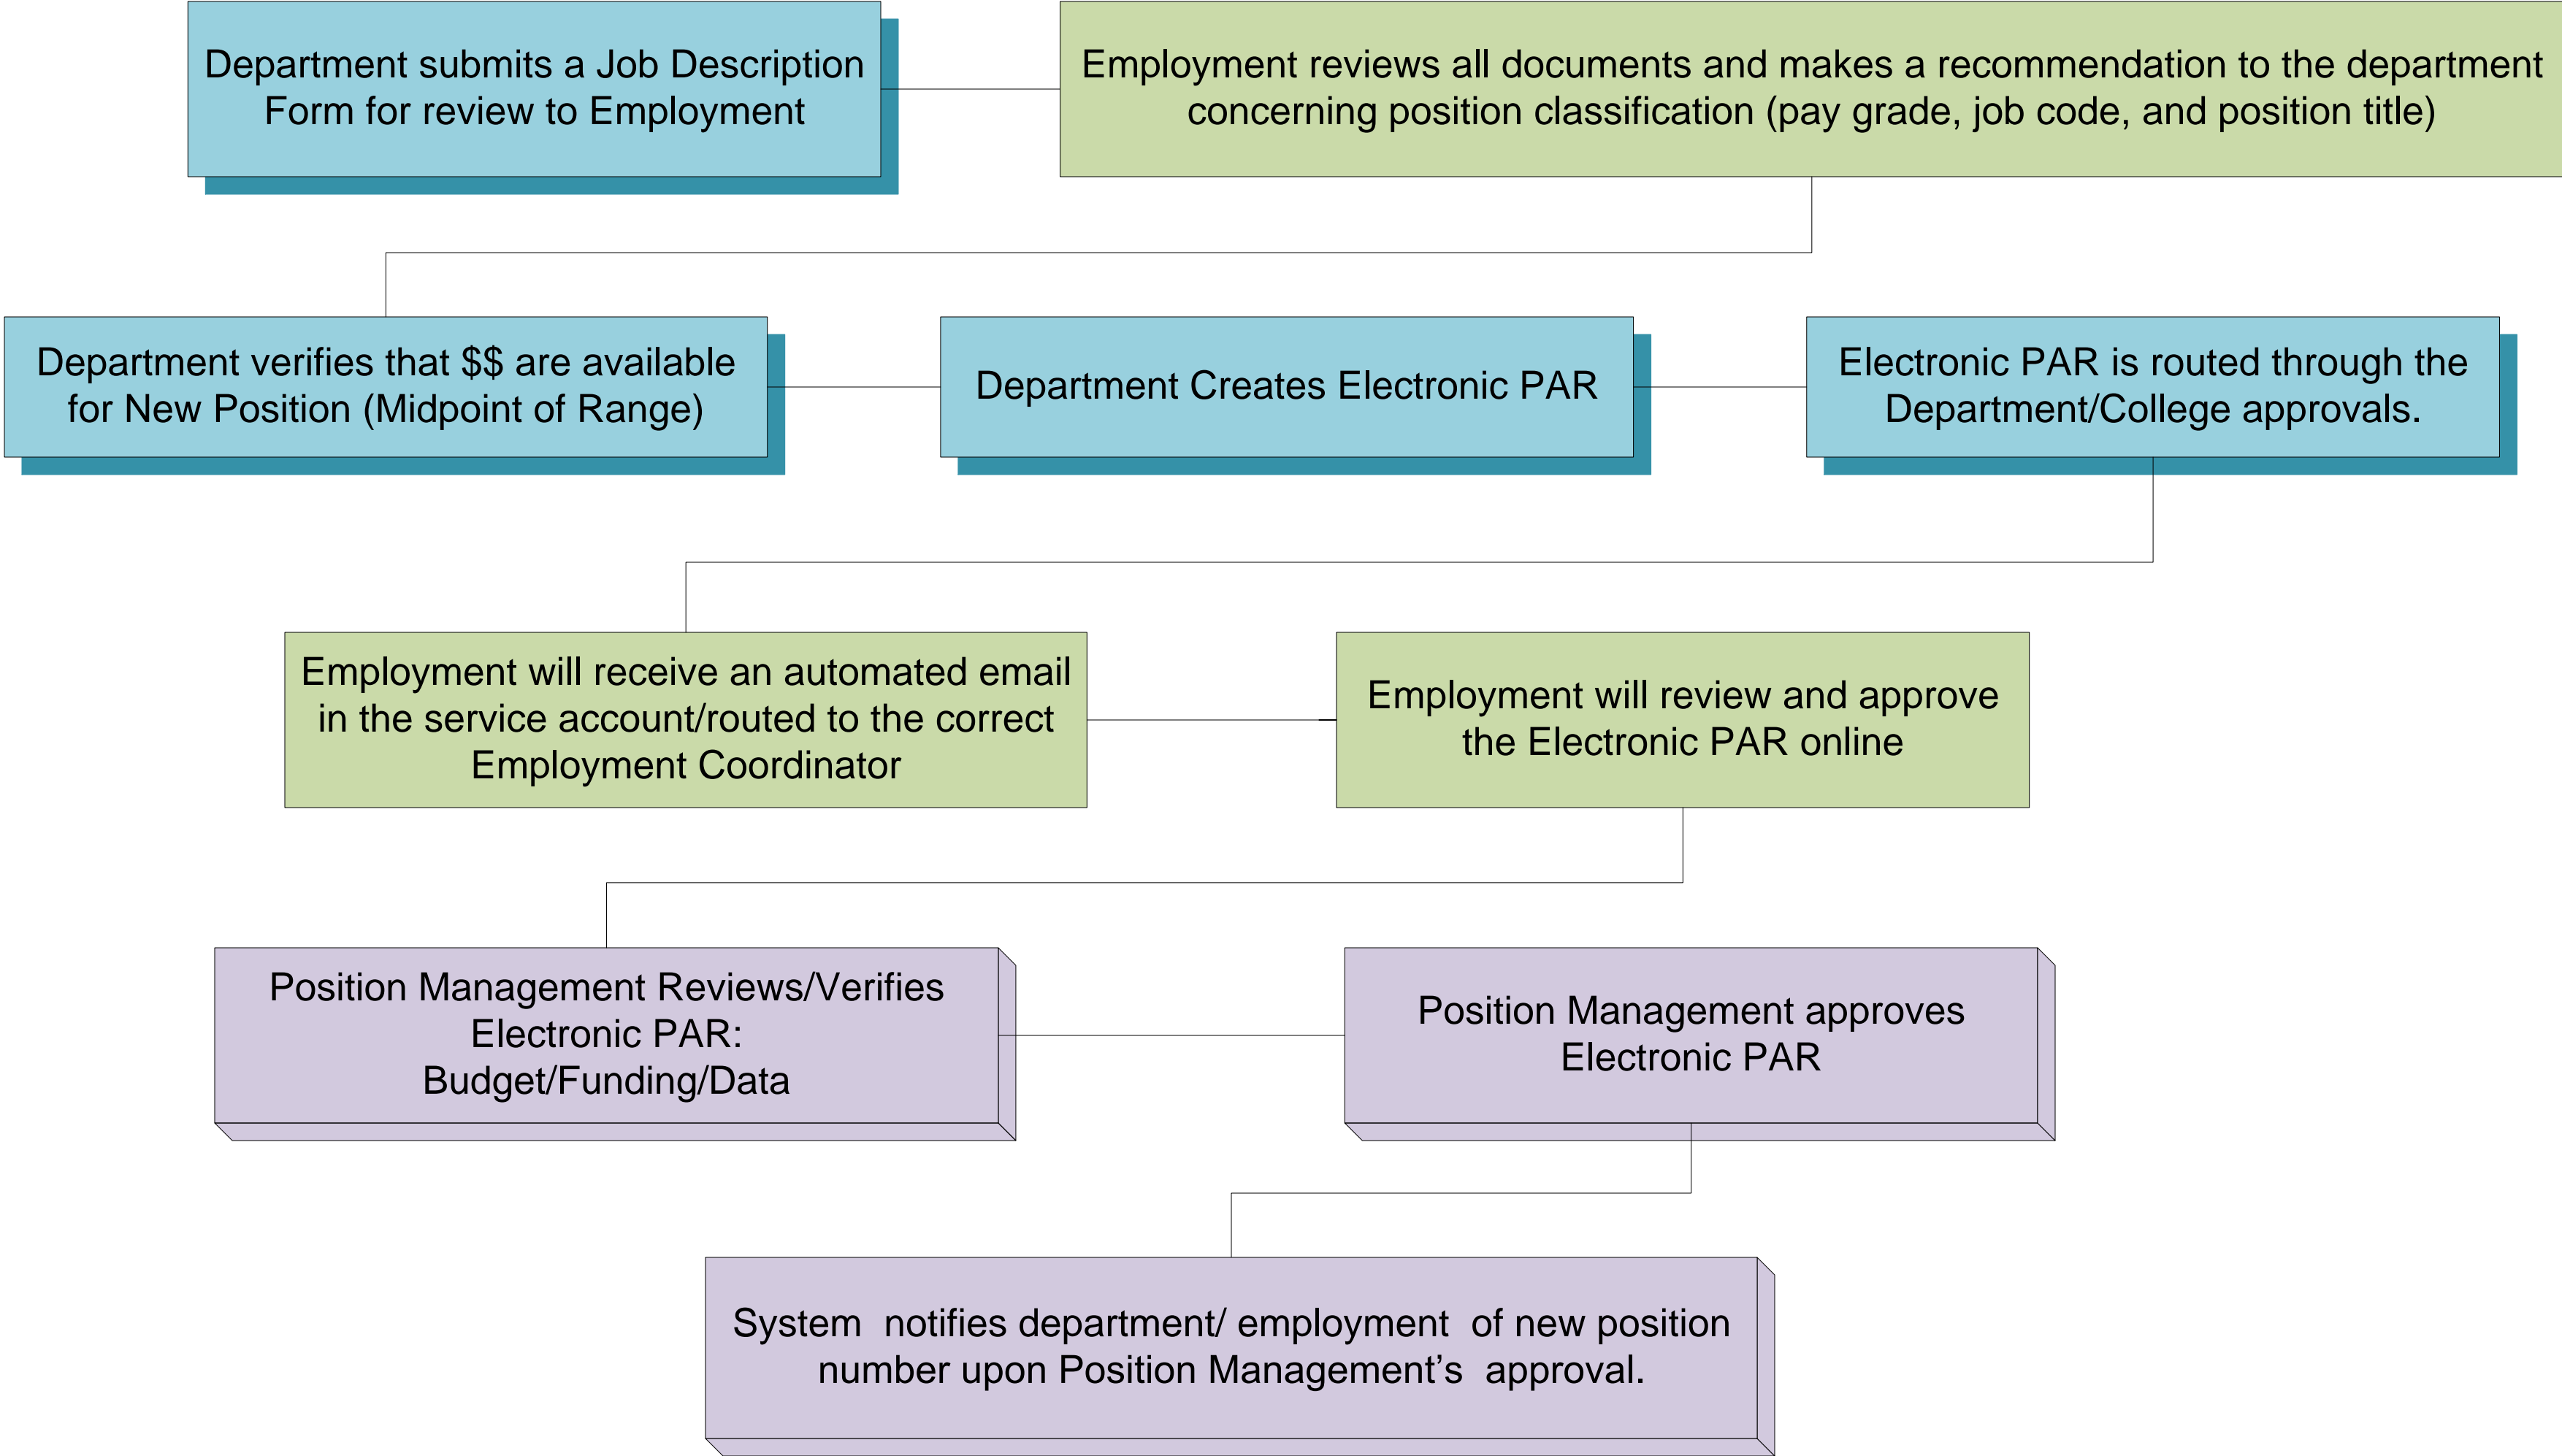 Department submits a Job Description
Form for review to Employment
Employment reviews all documents and makes a recommendation to the department
concerning position classification (pay grade, job code, and position title)
Department verifies that $$ are available
for New Position (Midpoint of Range)
Department Creates Electronic PAR
Electronic PAR is routed through the
Department/College approvals.
Employment will receive an automated email
in the service account/routed to the correct
Employment Coordinator
Employment will review and approve
the Electronic PAR online
Position Management Reviews/Verifies
Electronic PAR:
Budget/Funding/Data
Position Management approves
Electronic PAR
System  notifies department/ employment  of new position
number upon Position Management’s  approval.